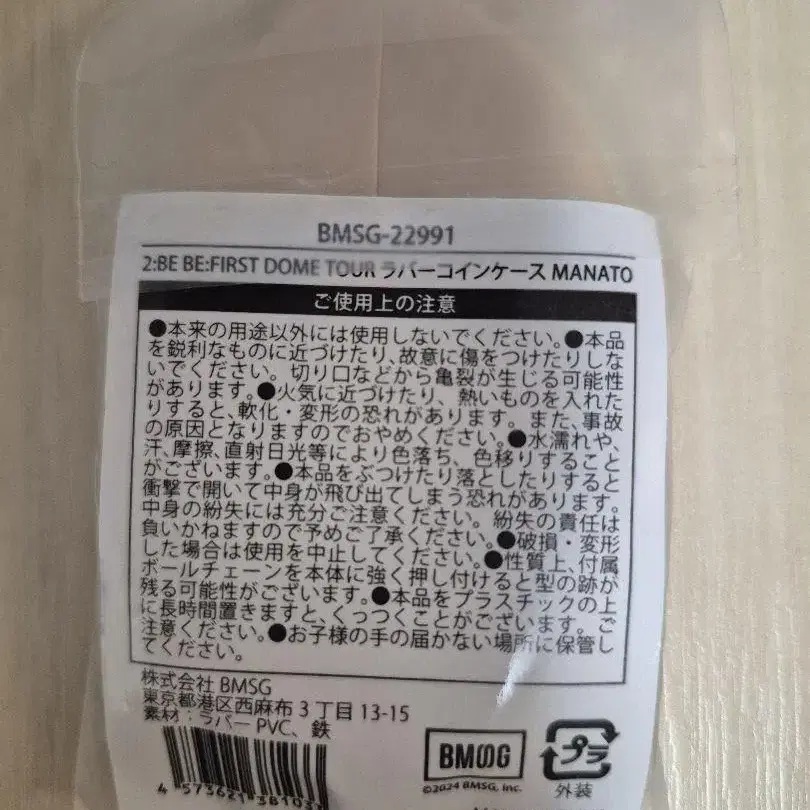 BMSG-22991
2:BE BE:FIRST DOME TOUR ラバーコインケース MANATO
ご使用上の注意
●本来の用途以外には使用しないでください。●本品
を鋭利なものに近づけたり、故意に傷をつけたりしな
いでください。切り口などから亀裂が生じる可能性
があります。●火気に近づけたり、熱いものを入れた
りすると、軟化・変形の恐れがあります。また、事故
の原因となりますのでおやめください。●水濡れや、
汗、摩擦、直射日光等により色落ち、色移りすること
がございます。●本品をぶつけたり落としたりすると
衝撃で開いて中身が飛び出てしまう恐れがあります。
中身の紛失には充分ご注意ください。紛失の責任は
負いかねますので予めご了承ください。●破損・変形
した場合は使用を中止してください。●性質上、付属
ボールチェーンを本体に強く押し付けると型の跡が
残る可能性がございます。●本品をプラスチックの上
に長時間置きますと、くっつくことがございます。ご
注意ください。●お子様の手の届かない場所に保管し
てください。
株式会社 BMSG
東京都港区西麻布 3 丁目 13-15
素材：ラバー PVC、鉄
BMSG
プラ
©2024 BMSG, Inc.
外装
4 573621 38103